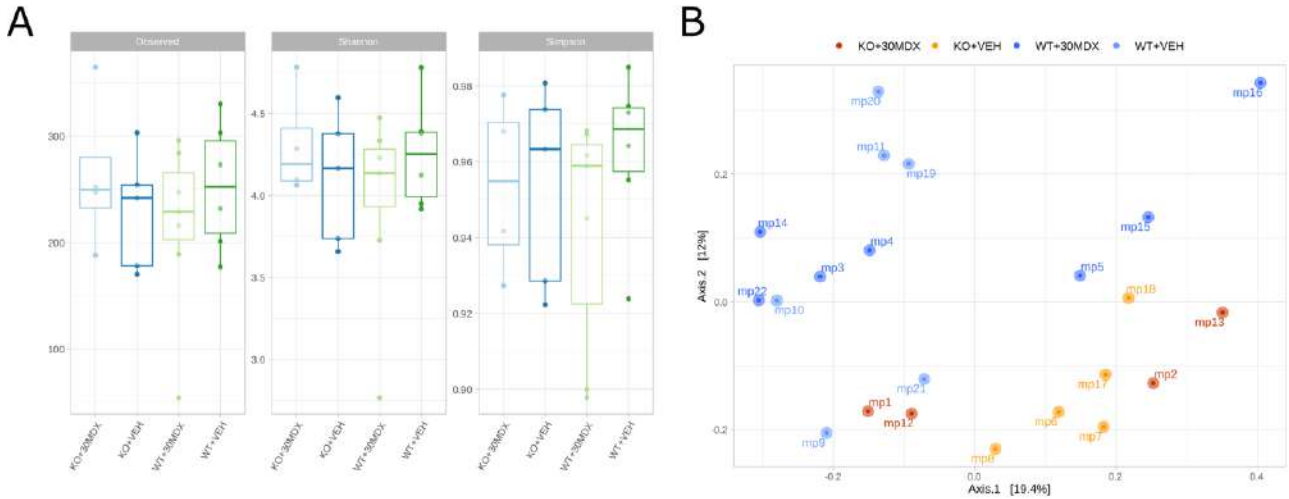 A
Observed
Shannon
Simpson
300
200
100
4.5
4.0
3.5
3.0
0.98
0.96
0.94
0.92
0.90
KO+30MDX
KO+VEH
WT+30MDX
WT+VEH
KO+30MDX
KO+VEH
WT+30MDX
WT+VEH
KO+30MDX
KO+VEH
WT+30MDX
WT+VEH
B
KO+30MDX KO+VEH WT+30MDX WT+VEH
mp16
mp20
mp11
mp19
mp15
mp14
mp4
mp3
mp5
mp22
mp10
mp18
mp13
mp17
mp2
mp21
mp1
mp12
mp7
mp9
0.2
0.0
-0.2
Axis.2 [12%]
-0.2
0.0
0.2
0.4
Axis.1 [19.4%]